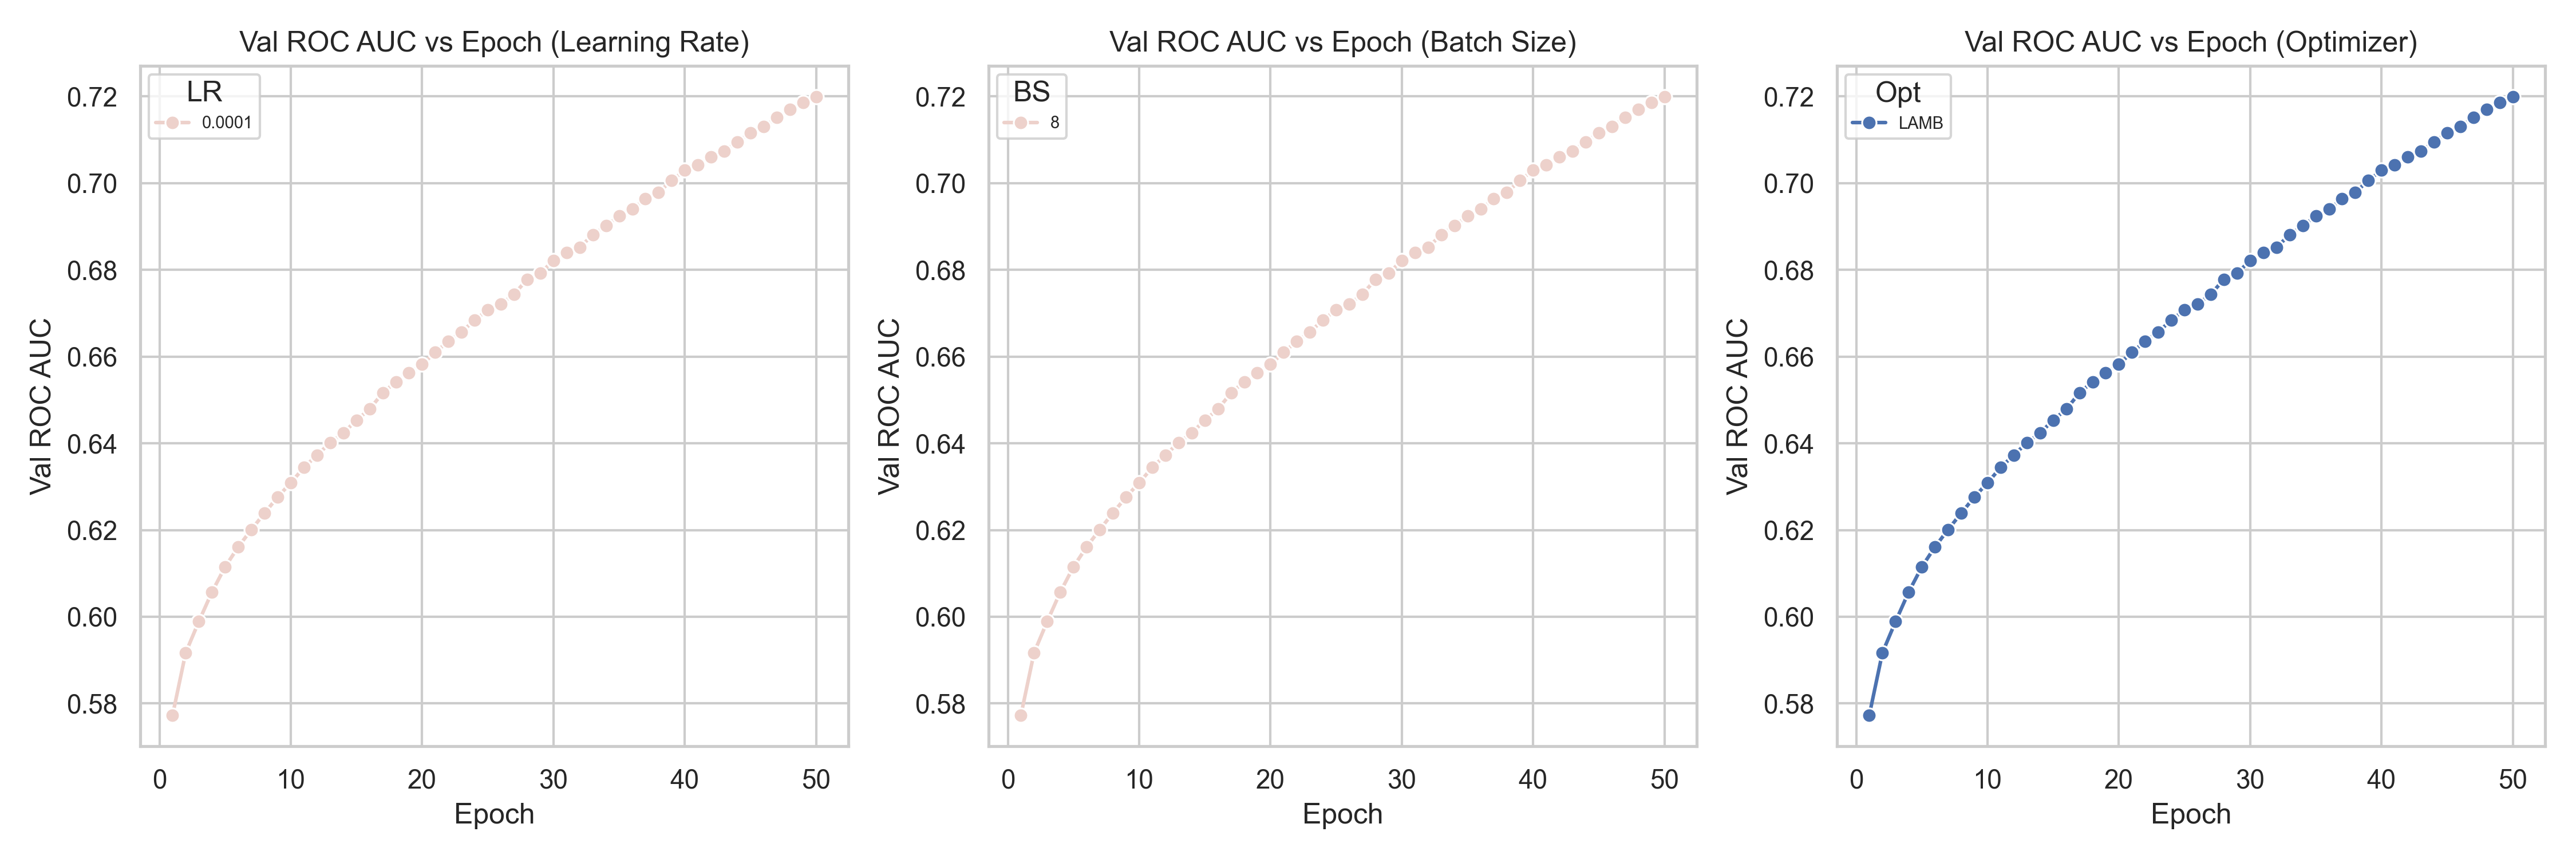 Val ROC AUC vs Epoch (Learning Rate)
LR
0.0001
0.72
0.70
0.68
0.66
0.64
0.62
0.60
0.58
Val ROC AUC
0 10 20 30 40 50
Epoch
Val ROC AUC vs Epoch (Batch Size)
BS
8
0.72
0.70
0.68
0.66
0.64
0.62
0.60
0.58
Val ROC AUC
0 10 20 30 40 50
Epoch
Val ROC AUC vs Epoch (Optimizer)
Opt
LAMB
0.72
0.70
0.68
0.66
0.64
0.62
0.60
0.58
Val ROC AUC
0 10 20 30 40 50
Epoch